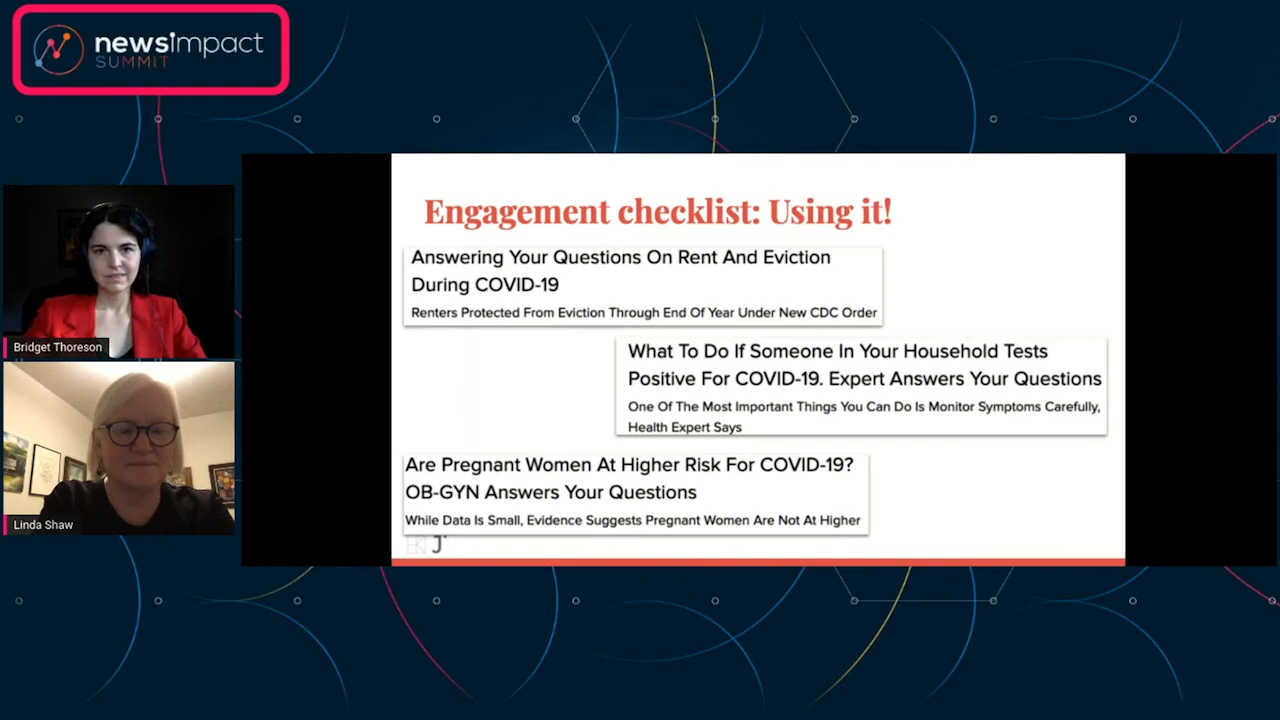 newsimpact
SUMMIT
Engagement checklist: Using it!
Answering Your Questions On Rent And Eviction
During COVID-19
Renters Protected From Eviction Through End Of Year Under New CDC Order
What To Do If Someone In Your Household Tests
Positive For COVID-19. Expert Answers Your Questions
One Of The Most Important Things You Can Do Is Monitor Symptoms Carefully,
Health Expert Says
Are Pregnant Women At Higher Risk For COVID-19?
OB-GYN Answers Your Questions
While Data Is Small, Evidence Suggests Pregnant Women Are Not At Higher
Bridget Thoreson
Linda Shaw